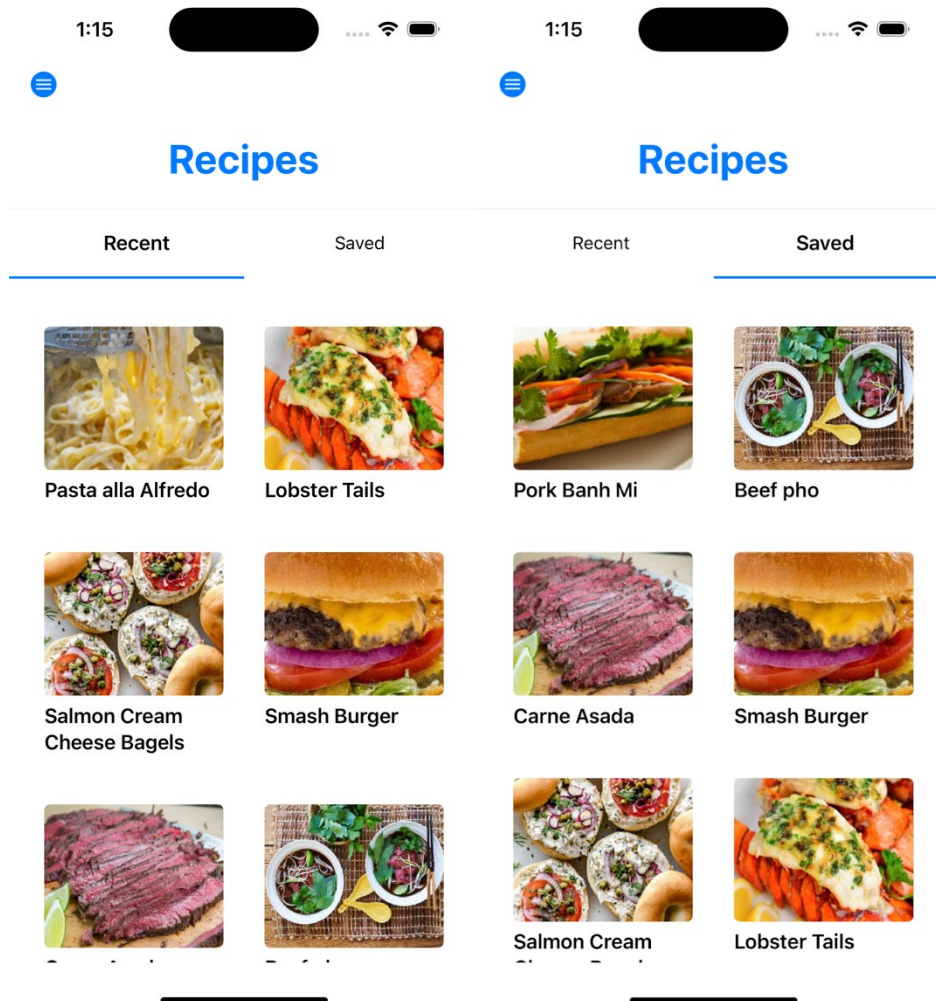 1:15
Recipes
Recent Saved
Pasta alla Alfredo
Lobster Tails
Salmon Cream
Cheese Bagels
Smash Burger
1:15
Recipes
Recent Saved
Pork Banh Mi
Beef pho
Carne Asada
Smash Burger
Salmon Cream
Lobster Tails